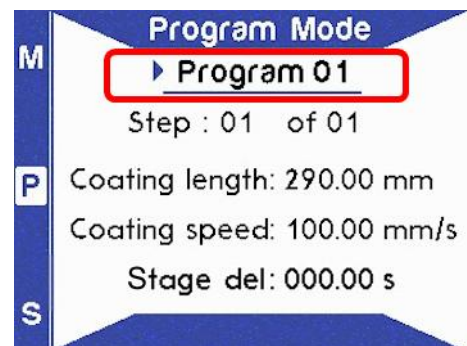 Program Mode
M
Program 01
Step : 01 of 01
P
Coating length: 290.00 mm
Coating speed: 100.00 mm/s
Stage del: 000.00 s
S